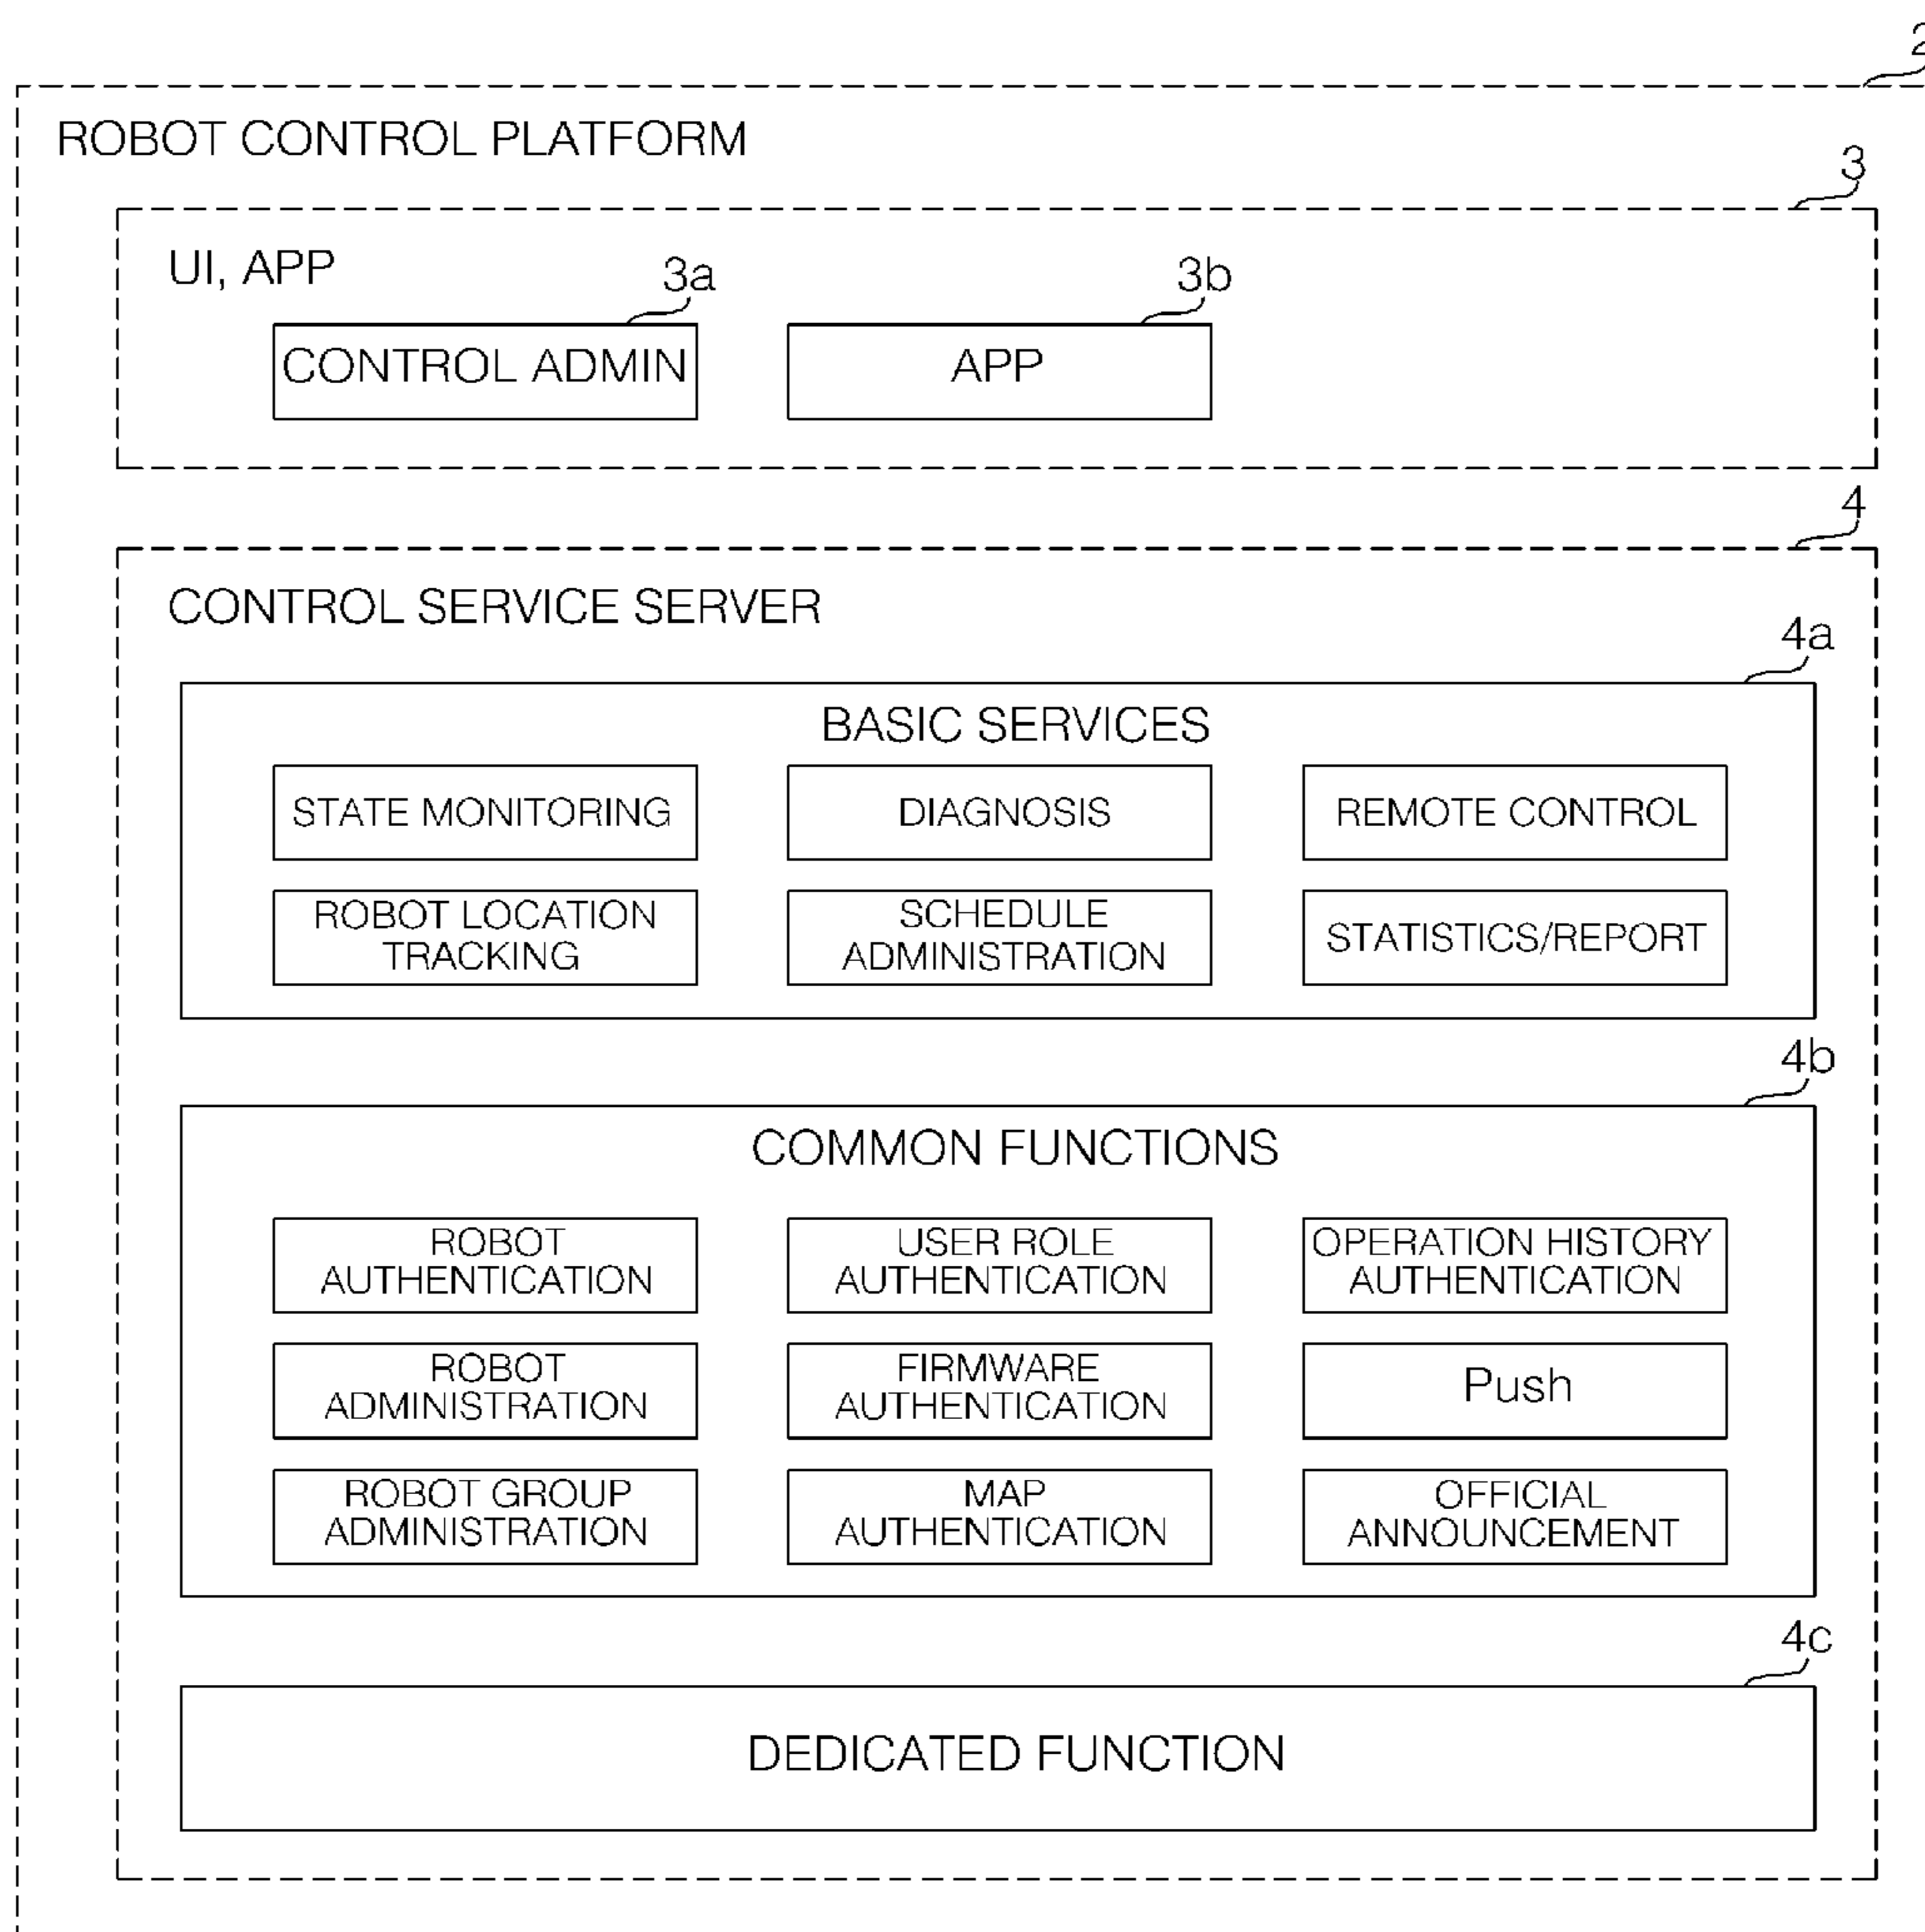 2
ROBOT CONTROL PLATFORM
3
UI, APP
3a
3b
CONTROL ADMIN
APP
4
CONTROL SERVICE SERVER
4a
BASIC SERVICES
STATE MONITORING
DIAGNOSIS
REMOTE CONTROL
ROBOT LOCATION
TRACKING
SCHEDULE
ADMINISTRATION
STATISTICS/REPORT
4b
COMMON FUNCTIONS
ROBOT
AUTHENTICATION
USER ROLE
AUTHENTICATION
OPERATION HISTORY
AUTHENTICATION
ROBOT
ADMINISTRATION
FIRMWARE
AUTHENTICATION
Push
ROBOT GROUP
ADMINISTRATION
MAP
AUTHENTICATION
OFFICIAL
ANNOUNCEMENT
4c
DEDICATED FUNCTION